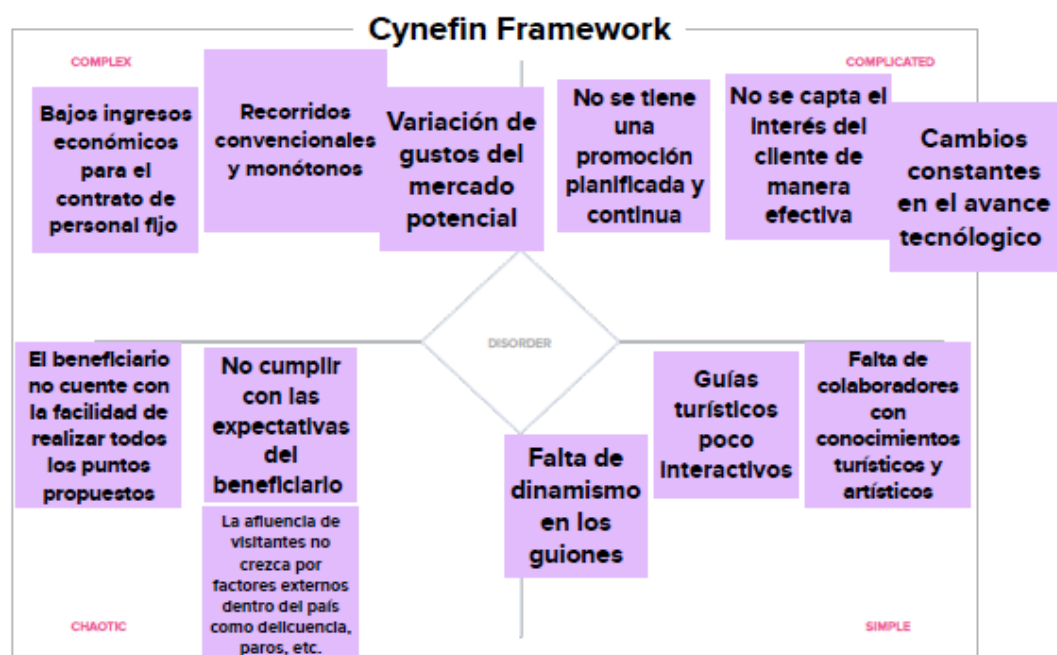 Cynefin Framework
COMPLEX
COMPLICATED
Bajos ingresos
económicos
para el
contrato de
personal fijo
Recorridos
convencionales
y monótonos
Variación de
gustos del
mercado
potencial
No se tiene
una
promoción
planificada y
continua
No se capta el
interés del
cliente de
manera
efectiva
Cambios
constantes
en el avance
tecnólogico
DISORDER
El beneficiario
no cuente con
la facilidad de
realizar todos
los puntos
propuestos
No cumplir
con las
expectativas
del
beneficiario
La afluencia de
visitantes no
crezca por
factores externos
dentro del país
como delicuencia,
paros, etc.
Falta de
dinamismo
en los
guiones
Guías
turísticos
poco
interactivos
Falta de
colaboradores
con
conocimientos
turísticos y
artísticos
CHAOTIC
SIMPLE